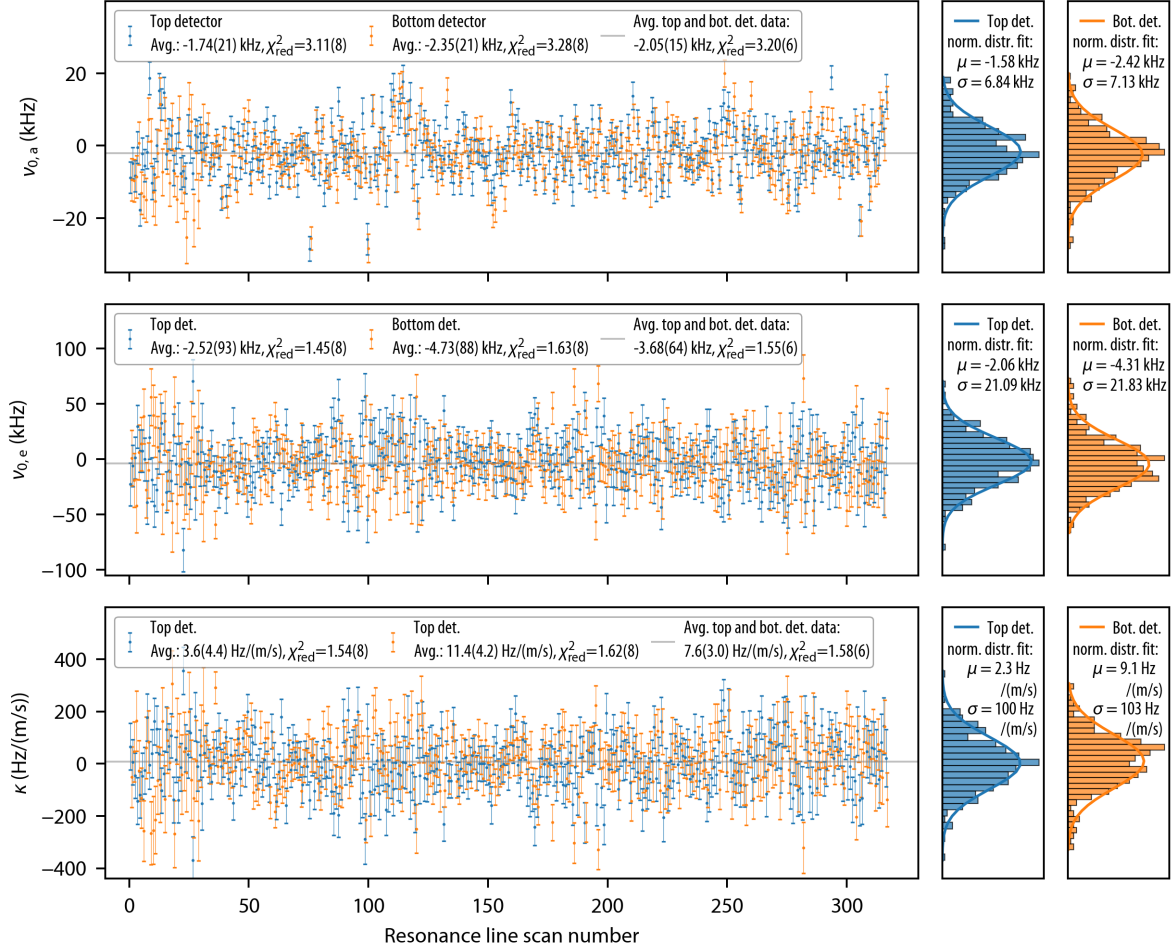 Top detector
Avg.: -1.74(21) kHz, χ²red=3.11(8)
Bottom detector
Avg.: -2.35(21) kHz, χ²red=3.28(8)
Avg. top and bot. det. data:
-2.05(15) kHz, χ²red=3.20(6)
20
0
−20
ν0, a (kHz)
Top det.
norm. distr. fit:
μ = -1.58 kHz
σ = 6.84 kHz
Bot. det.
norm. distr. fit:
μ = -2.42 kHz
σ = 7.13 kHz
0
50
100
150
200
250
300
Top det.
Avg.: -2.52(93) kHz, χ²red=1.45(8)
Bottom det.
Avg.: -4.73(88) kHz, χ²red=1.63(8)
Avg. top and bot. det. data:
-3.68(64) kHz, χ²red=1.55(6)
100
50
0
−50
−100
ν0, e (kHz)
Top det.
norm. distr. fit:
μ = -2.06 kHz
σ = 21.09 kHz
Bot. det.
norm. distr. fit:
μ = -4.31 kHz
σ = 21.83 kHz
Top det.
Avg.: 3.6(4.4) Hz/(m/s), χ²red=1.54(8)
Top det.
Avg.: 11.4(4.2) Hz/(m/s), χ²red=1.62(8)
Avg. top and bot. det. data:
7.6(3.0) Hz/(m/s), χ²red=1.58(6)
400
200
0
−200
−400
κ (Hz/(m/s))
Top det.
norm. distr. fit:
μ = 2.3 Hz
/(m/s)
σ = 100 Hz
/(m/s)
Bot. det.
norm. distr. fit:
μ = 9.1 Hz
/(m/s)
σ = 103 Hz
/(m/s)
0
50
100
150
200
250
300
Resonance line scan number